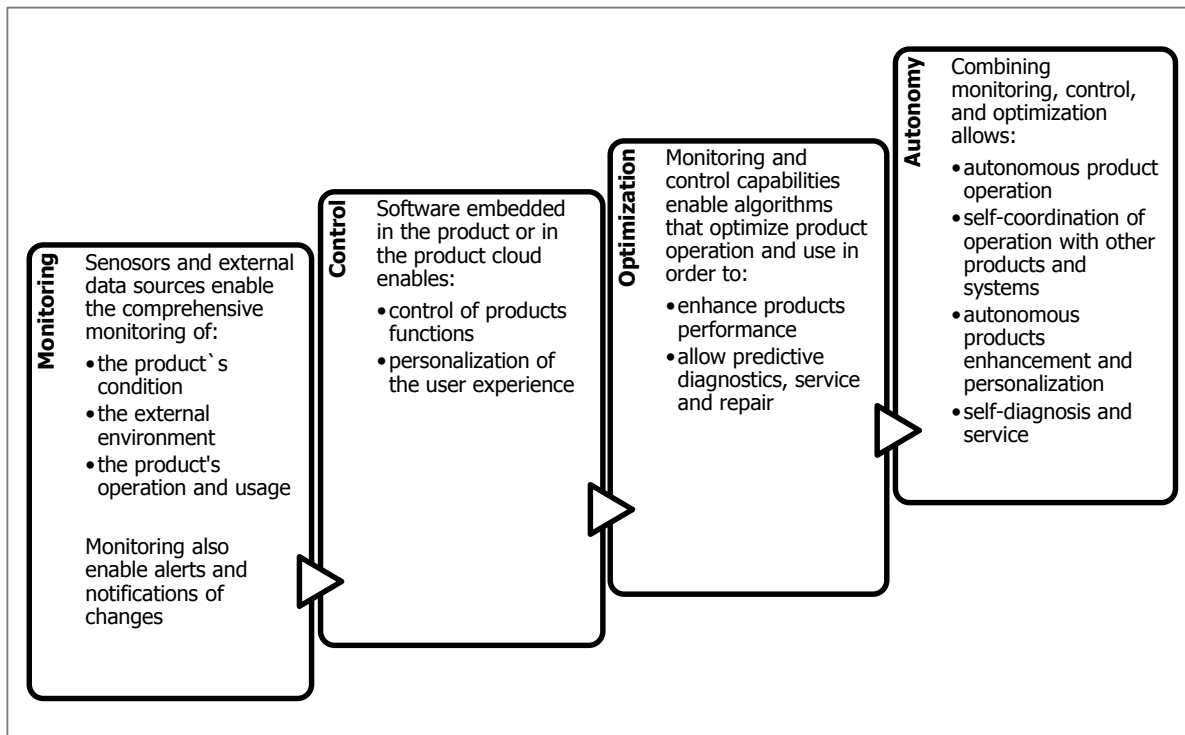 Monitoring
Senosors and external
data sources enable
the comprehensive
monitoring of:
•the product`s
condition
•the external
environment
•the product's
operation and usage
Monitoring also
enable alerts and
notifications of
changes
Control
Software embedded
in the product or in
the product cloud
enables:
•control of products
functions
•personalization of
the user experience
Optimization
Monitoring and
control capabilities
enable algorithms
that optimize product
operation and use in
order to:
•enhance products
performance
•allow predictive
diagnostics, service
and repair
Autonomy
Combining
monitoring, control,
and optimization
allows:
•autonomous product
operation
•self-coordination of
operation with other
products and
systems
•autonomous
products
enhancement and
personalization
•self-diagnosis and
service